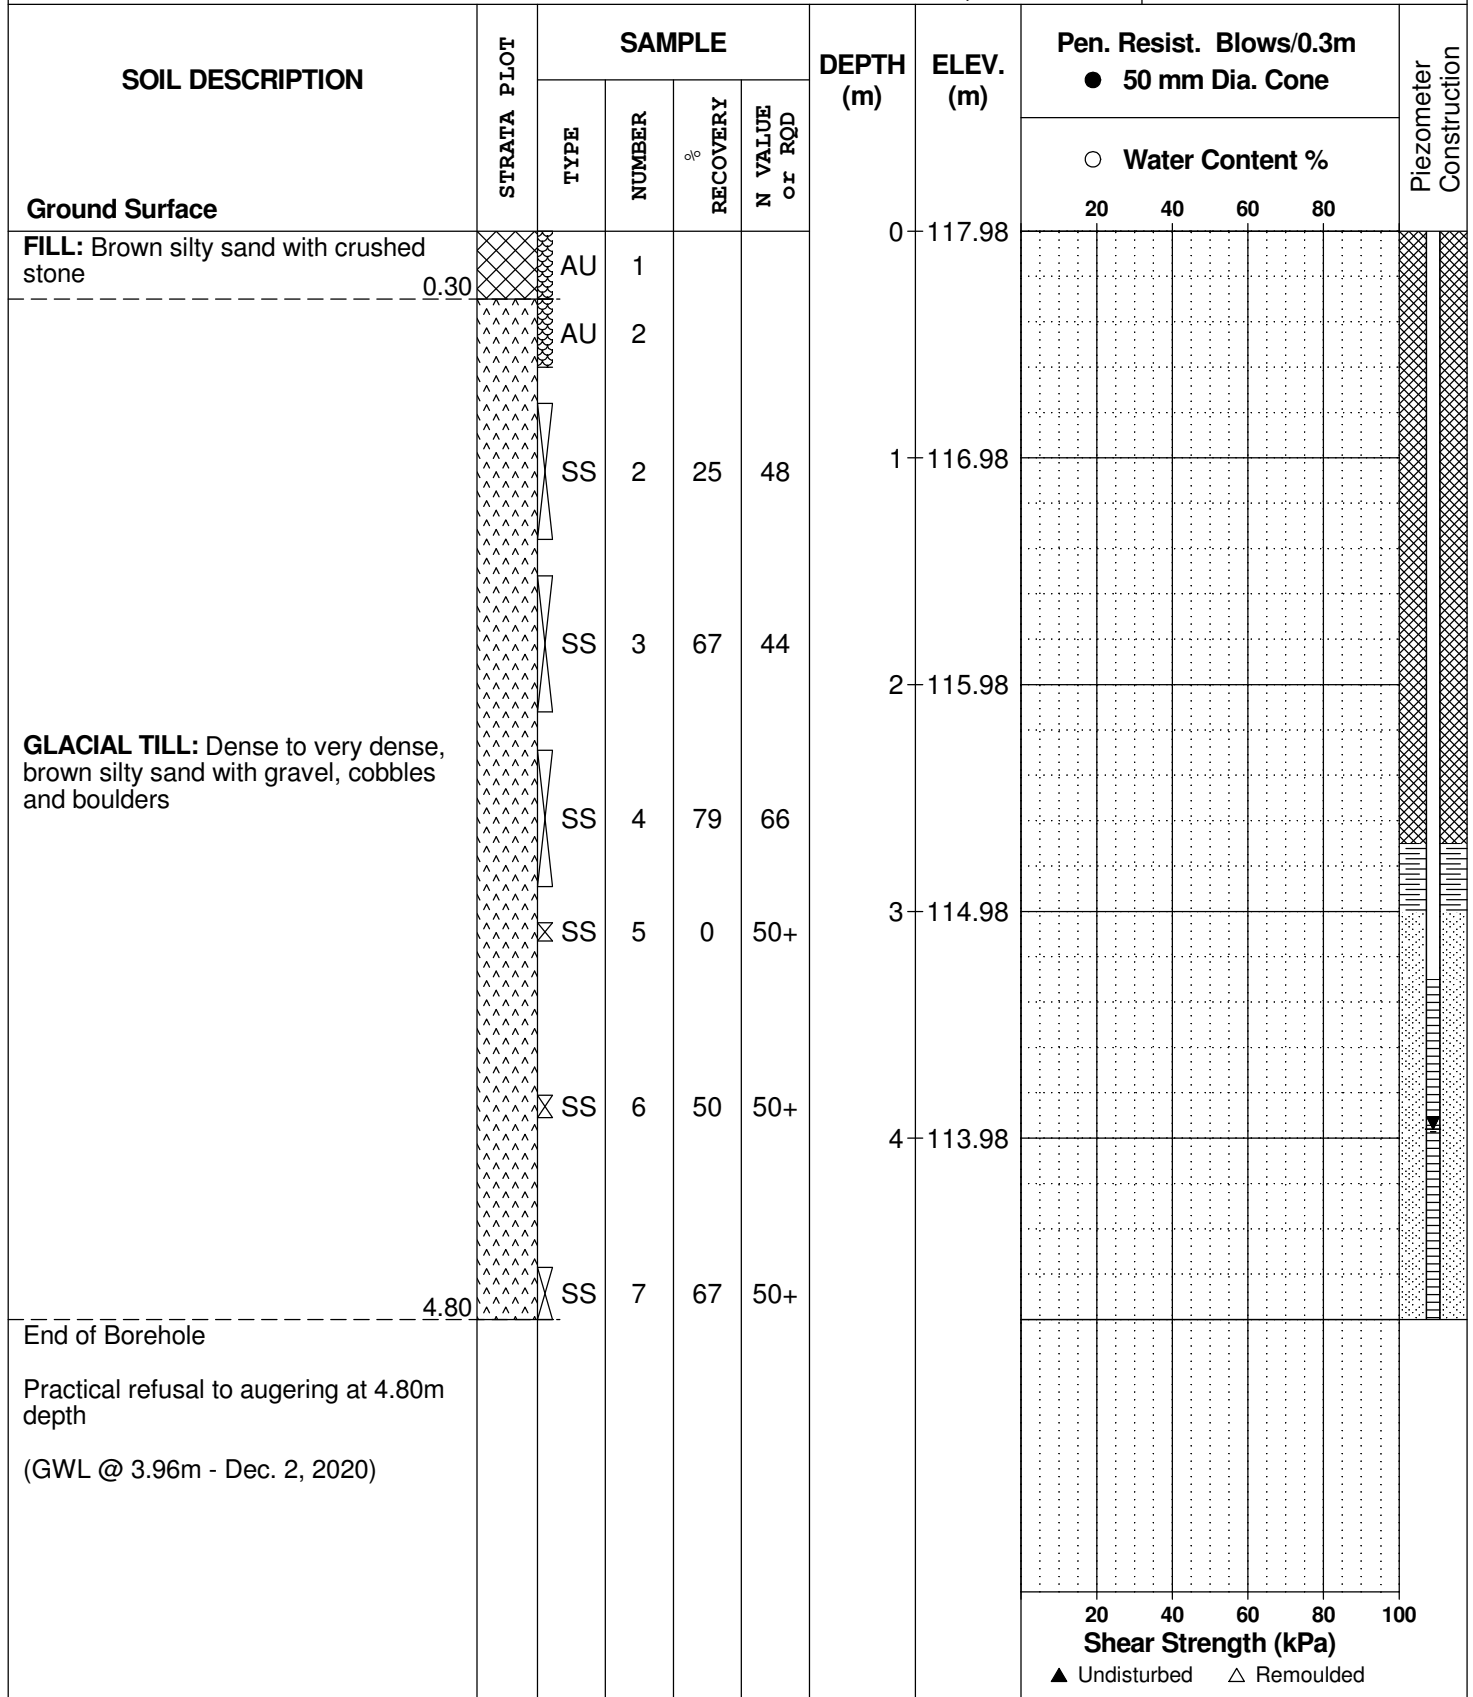 SOIL DESCRIPTION
Ground Surface
STRATA PLOT
SAMPLE
TYPE
NUMBER
%
RECOVERY
N VALUE
or RQD
DEPTH
(m)
ELEV.
(m)
Pen. Resist. Blows/0.3m
● 50 mm Dia. Cone
○ Water Content %
20 40 60 80
Piezometer
Construction
0 117.98
FILL: Brown silty sand with crushed
stone
0.30
AU 1
AU 2
SS 2 25 48
1 116.98
SS 3 67 44
2 115.98
GLACIAL TILL: Dense to very dense,
brown silty sand with gravel, cobbles
and boulders
SS 4 79 66
3 114.98
SS 5 0 50+
SS 6 50 50+
4 113.98
SS 7 67 50+
4.80
End of Borehole
Practical refusal to augering at 4.80m
depth
(GWL @ 3.96m - Dec. 2, 2020)
20 40 60 80 100
Shear Strength (kPa)
▲ Undisturbed △ Remoulded